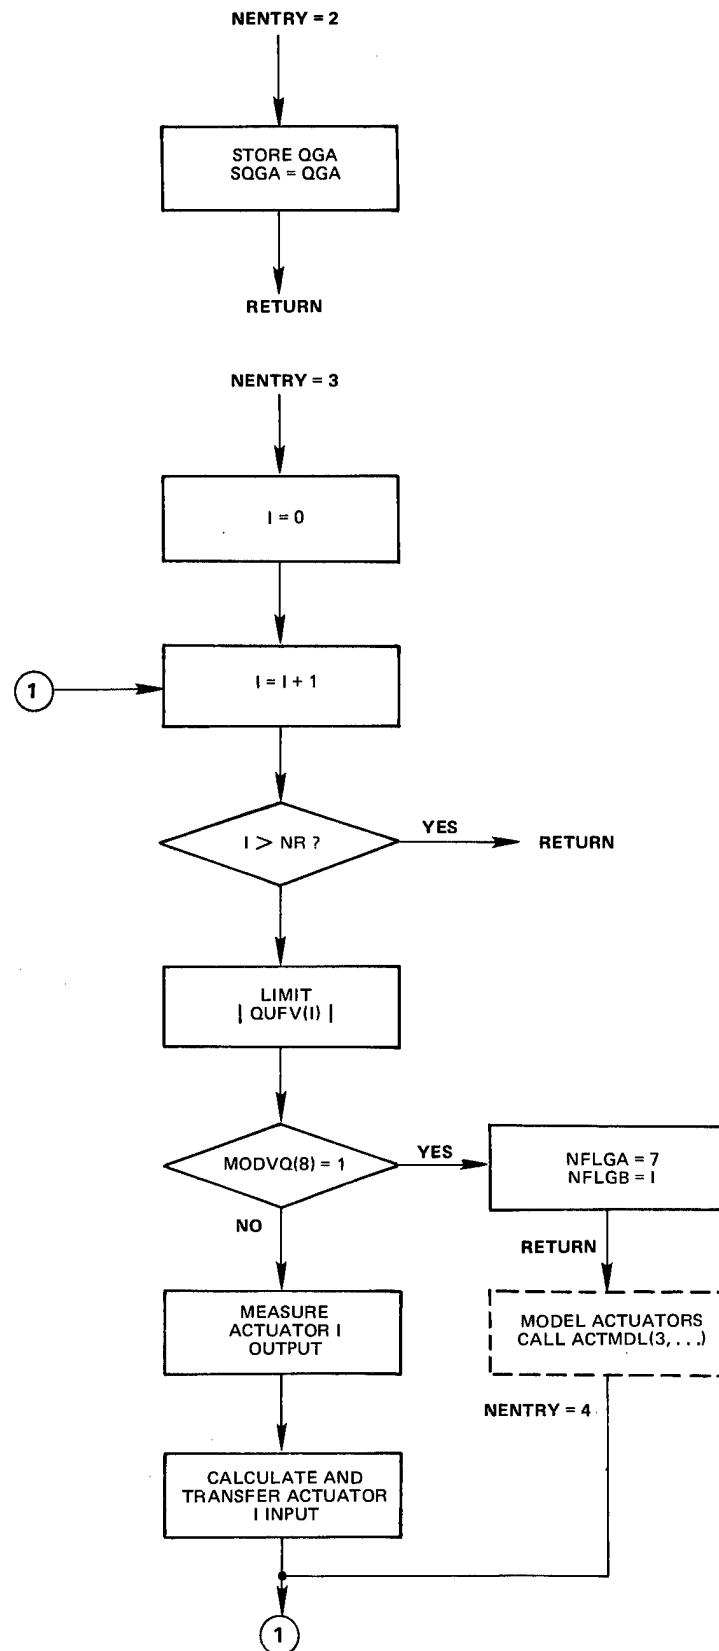 NENTRY = 2
STORE QGA
SQGA = QGA
RETURN
NENTRY = 3
I = 0
1
I = I + 1
I > NR ?
YES
RETURN
LIMIT
| QUFV(I) |
MODVQ(8) = 1
YES
NFLGA = 7
NFLGB = I
NO
RETURN
MEASURE
ACTUATOR I
OUTPUT
MODEL ACTUATORS
CALL ACTMDL(3, . . .)
NENTRY = 4
CALCULATE AND
TRANSFER ACTUATOR
I INPUT
1